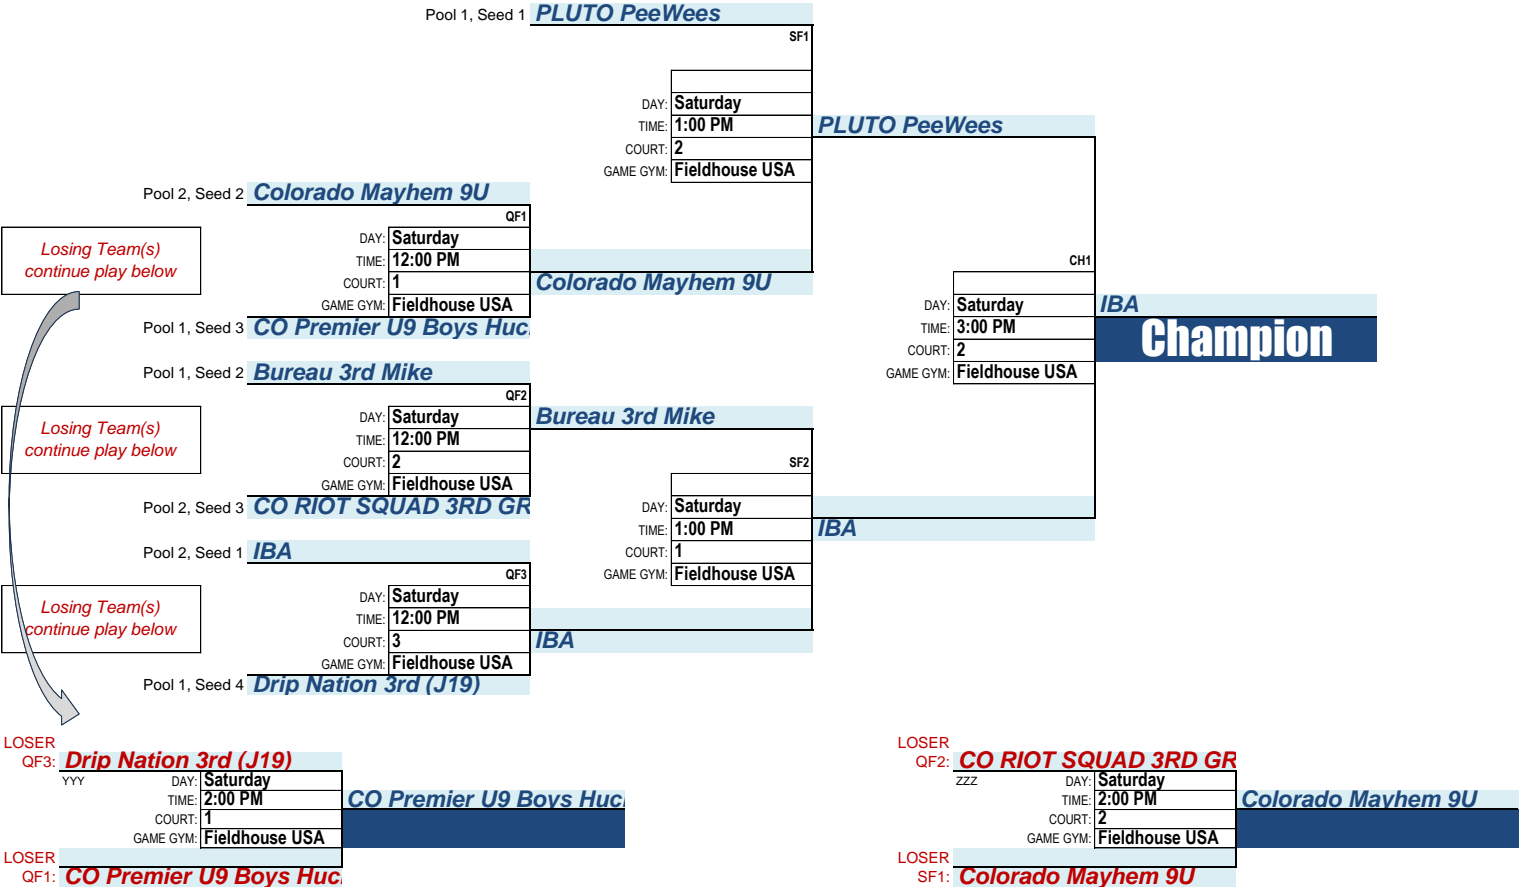 Pool 1, Seed 1 PLUTO PeeWees
SF1
DAY: Saturday
TIME: 1:00 PM
COURT: 2
GAME GYM: Fieldhouse USA
PLUTO PeeWees
Pool 2, Seed 2 Colorado Mayhem 9U
QF1
Losing Team(s)
continue play below
DAY: Saturday
TIME: 12:00 PM
COURT: 1
GAME GYM: Fieldhouse USA
Colorado Mayhem 9U
Pool 1, Seed 3 CO Premier U9 Boys Huc
CH1
DAY: Saturday
TIME: 3:00 PM
COURT: 2
GAME GYM: Fieldhouse USA
IBA
Champion
Pool 1, Seed 2 Bureau 3rd Mike
QF2
Losing Team(s)
continue play below
DAY: Saturday
TIME: 12:00 PM
COURT: 2
GAME GYM: Fieldhouse USA
Bureau 3rd Mike
Pool 2, Seed 3 CO RIOT SQUAD 3RD GR
SF2
DAY: Saturday
TIME: 1:00 PM
COURT: 1
GAME GYM: Fieldhouse USA
IBA
Pool 2, Seed 1 IBA
QF3
Losing Team(s)
continue play below
DAY: Saturday
TIME: 12:00 PM
COURT: 3
GAME GYM: Fieldhouse USA
IBA
Pool 1, Seed 4 Drip Nation 3rd (J19)
LOSER
QF3: Drip Nation 3rd (J19)
YYY
DAY: Saturday
TIME: 2:00 PM
COURT: 1
GAME GYM: Fieldhouse USA
CO Premier U9 Boys Huc
LOSER
QF1: CO Premier U9 Boys Huc
LOSER
QF2: CO RIOT SQUAD 3RD GR
ZZZ
DAY: Saturday
TIME: 2:00 PM
COURT: 2
GAME GYM: Fieldhouse USA
Colorado Mayhem 9U
LOSER
SF1: Colorado Mayhem 9U